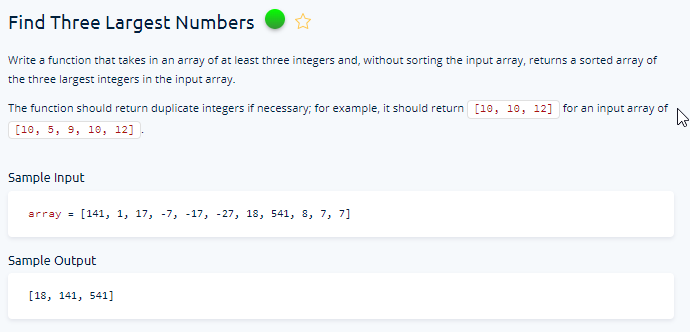 Find Three Largest Numbers
Write a function that takes in an array of at least three integers and, without sorting the input array, returns a sorted array of
the three largest integers in the input array.
The function should return duplicate integers if necessary; for example, it should return [10, 10, 12] for an input array of
[10, 5, 9, 10, 12] .
Sample Input
array = [141, 1, 17, -7, -17, -27, 18, 541, 8, 7, 7]
Sample Output
[18, 141, 541]